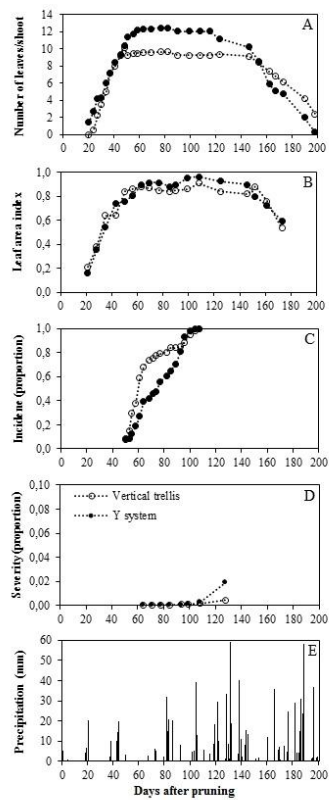 14
12
10
8
6
4
2
0
Number of leaves/shoot
A
0 20 40 60 80 100 120 140 160 180 200
1,0
0,8
0,6
0,4
0,2
0,0
Leaf area index
B
0 20 40 60 80 100 120 140 160 180 200
1,0
0,8
0,6
0,4
0,2
0,0
Incidene (proportion)
C
0 20 40 60 80 100 120 140 160 180 200
0,10
0,08
0,06
0,04
0,02
0,00
Severity(proportion)
D
Vertical trellis
Y system
0 20 40 60 80 100 120 140 160 180 200
60
50
40
30
20
10
0
Precipitation (mm)
E
0 20 40 60 80 100 120 140 160 180 200
Days after pruning